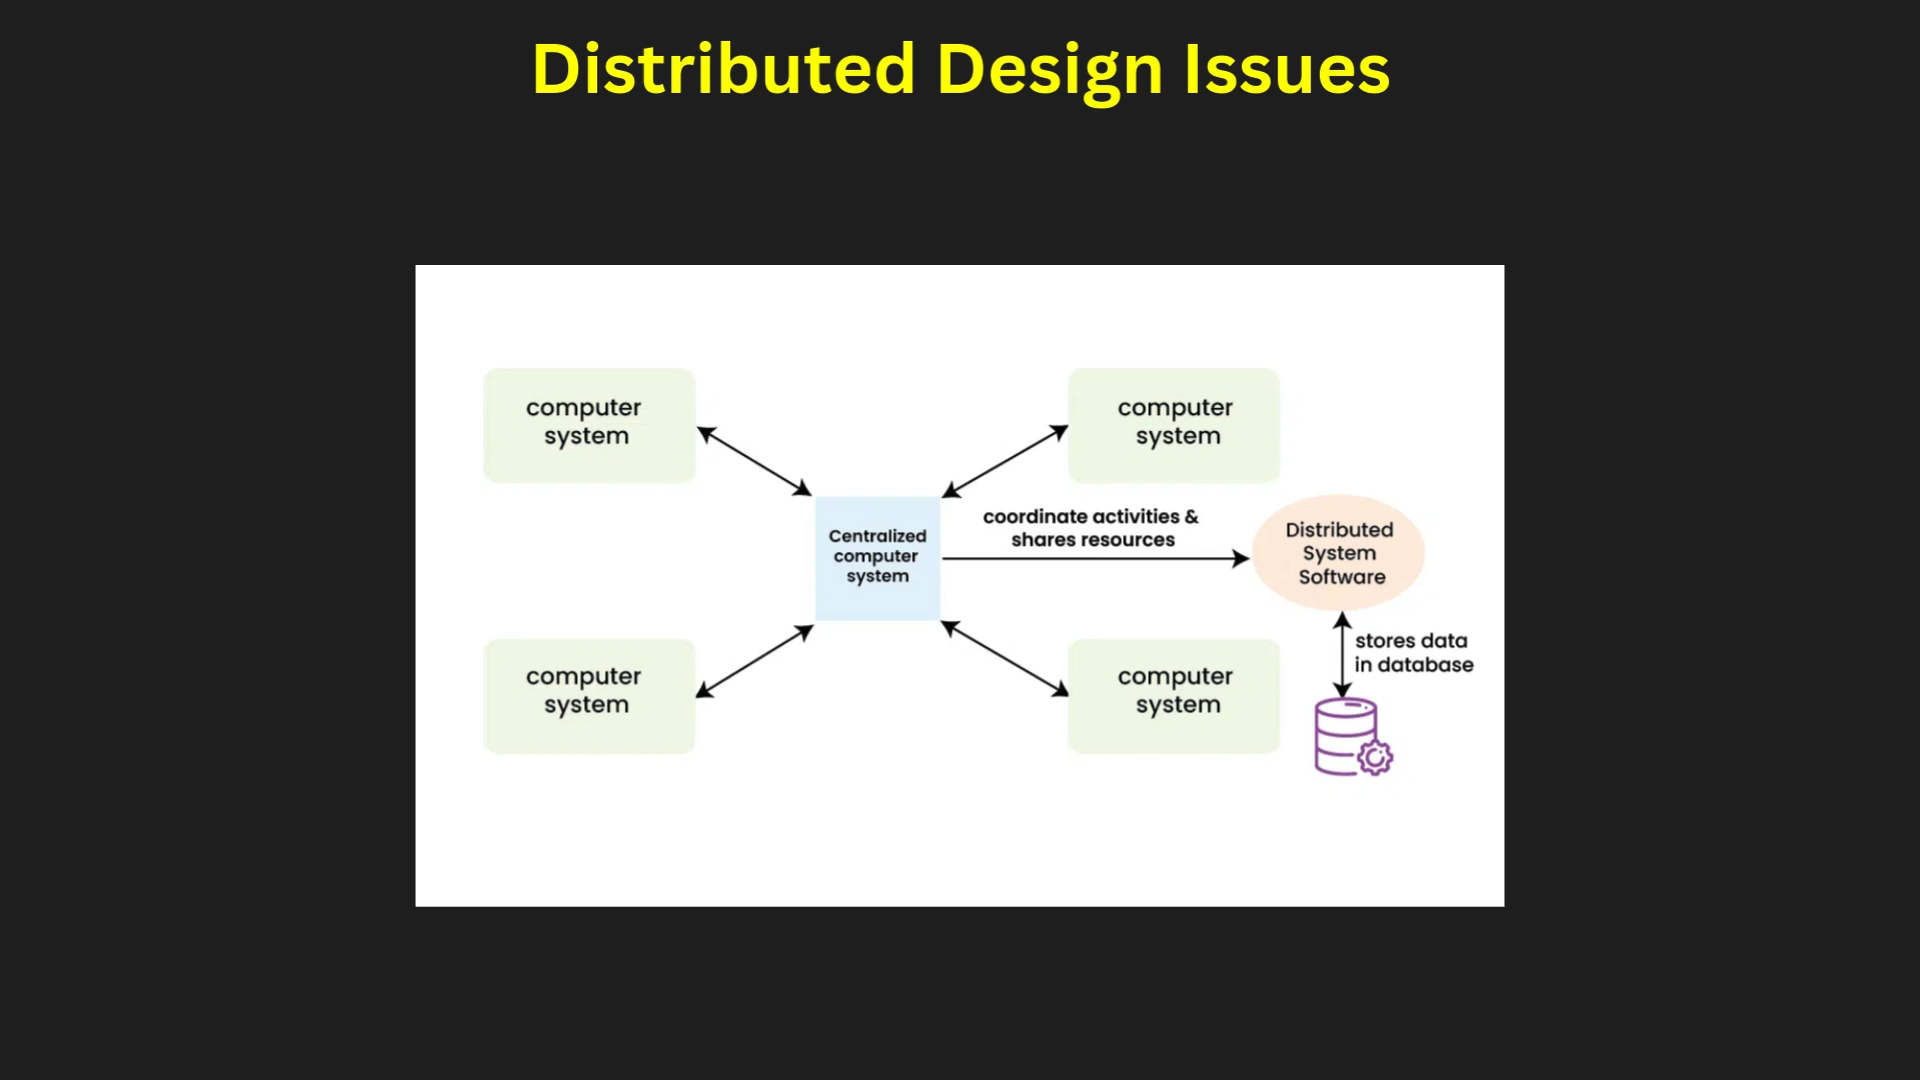 Distributed Design Issues
computer
system
computer
system
Centralized
computer
system
coordinate activities &
shares resources
Distributed
System
Software
stores data
in database
computer
system
computer
system